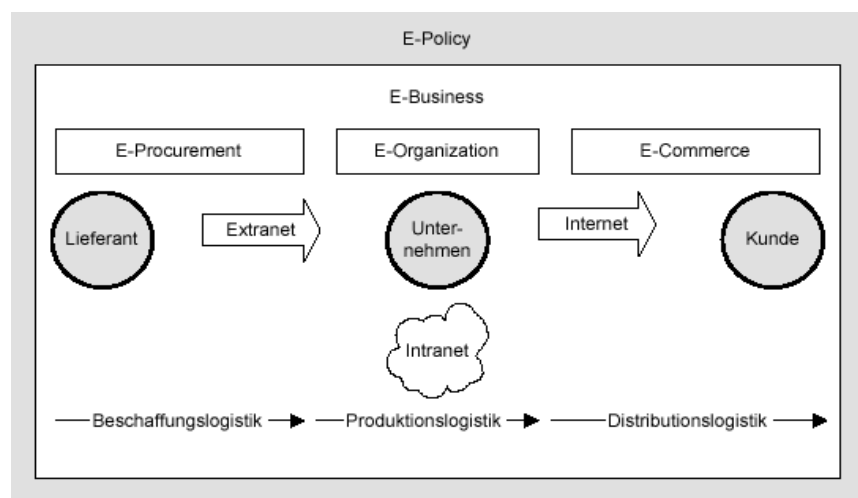 E-Policy
E-Business
E-Procurement
E-Organization
E-Commerce
Lieferant
Extranet
Unter-
nehmen
Internet
Kunde
Intranet
Beschaffungslogistik
Produktionslogistik
Distributionslogistik